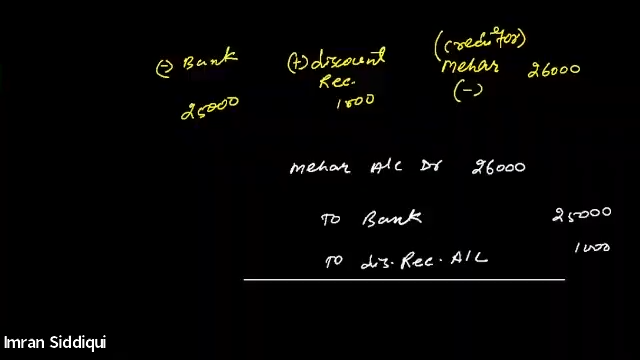 (-) Bank (+) discount (creditor)
Rec. Mehar 26000
25000 1000 (-)
Mehar A/c Dr 26000
TO Bank 25000
TO dis. Rec. A/C 1000
Imran Siddiqui